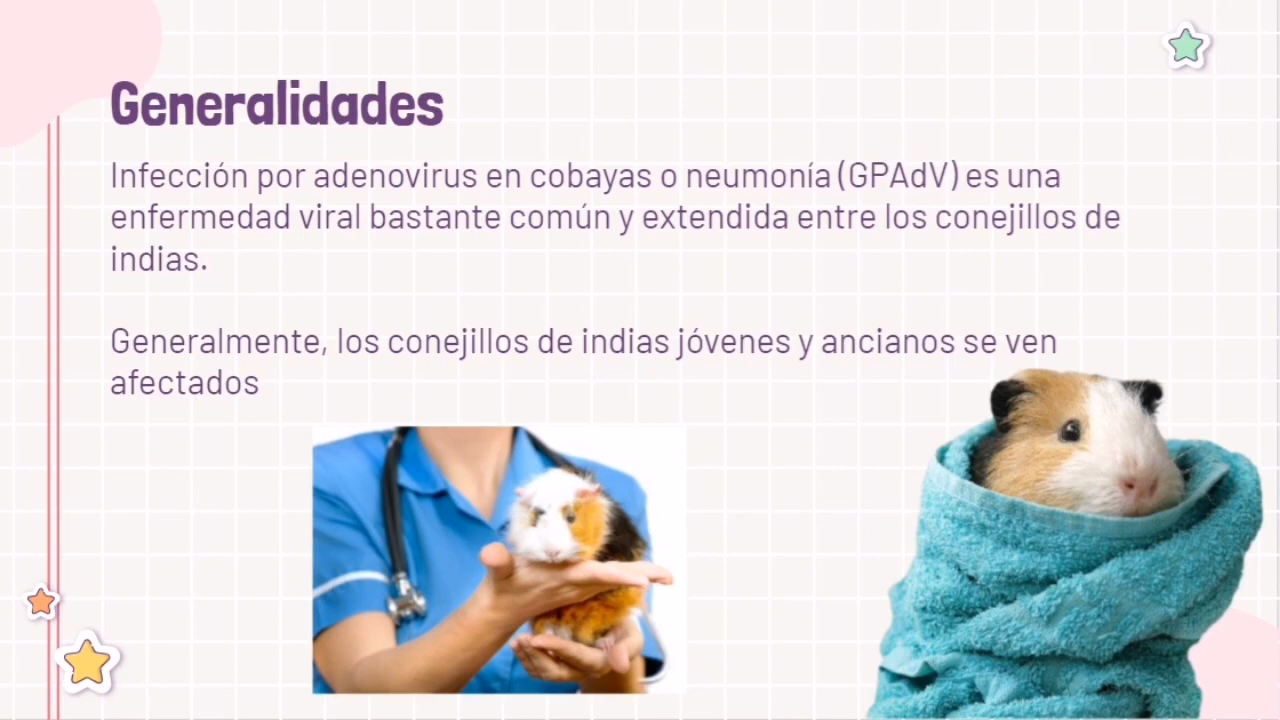 Generalidades
Infección por adenovirus en cobayas o neumonía (GPAdV) es una
enfermedad viral bastante común y extendida entre los conejillos de
indias.
Generalmente, los conejillos de indias jóvenes y ancianos se ven
afectados